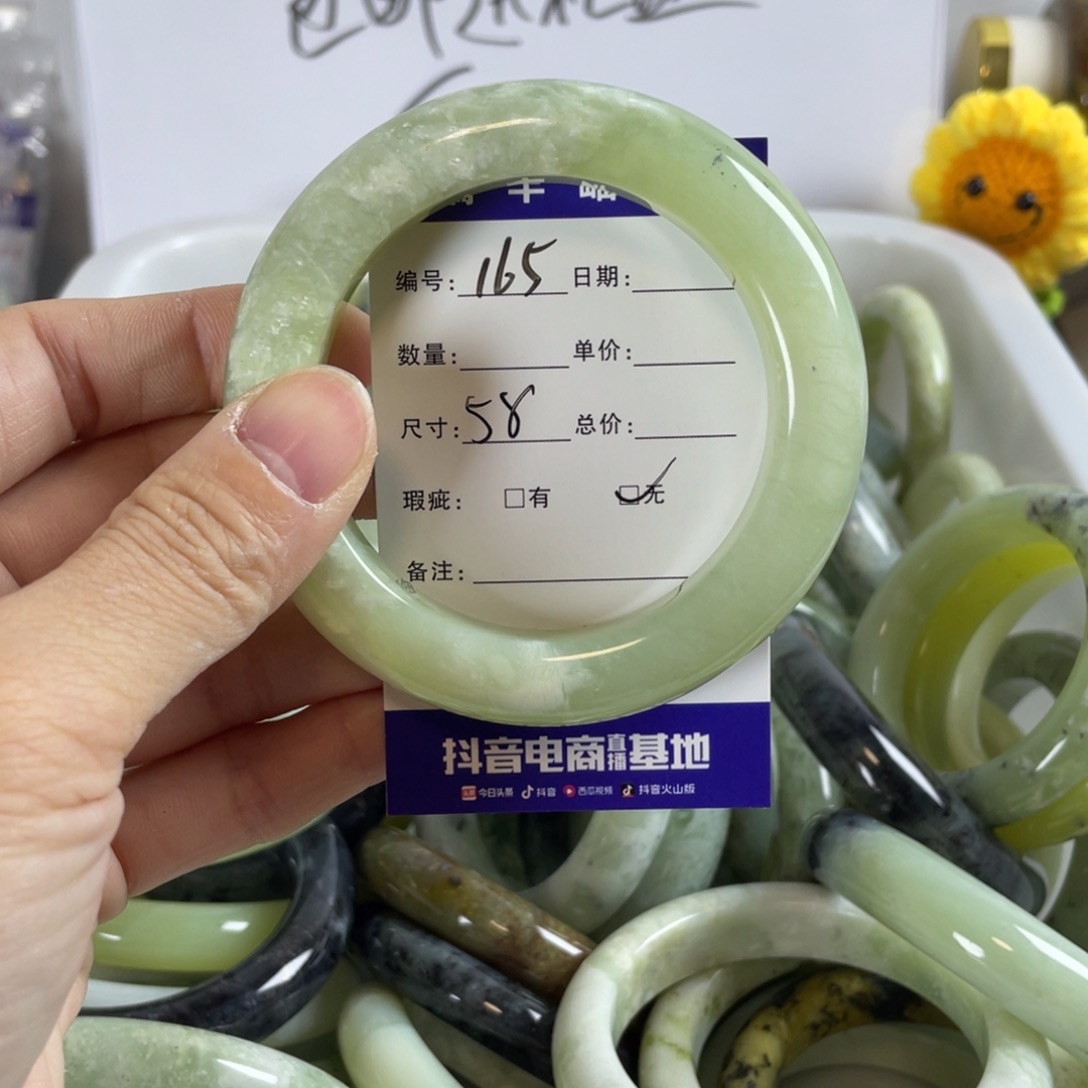 编号: 165 日期:
数量: 单价:
尺寸: 58 总价:
瑕疵: □有 ☑无
备注:
抖音电商直播基地
今日头条 抖音 西瓜视频 抖音火山版